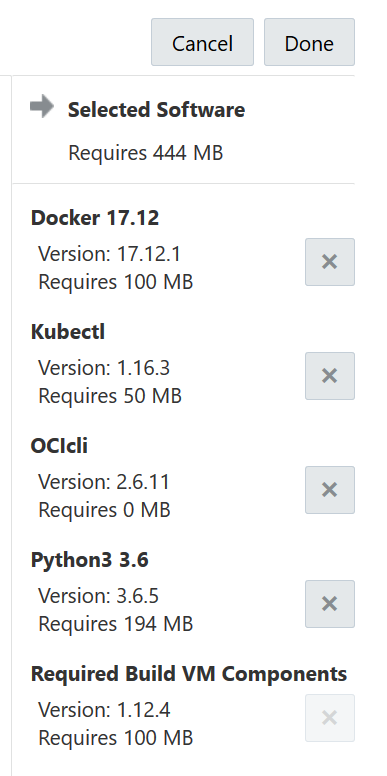 Cancel Done
Selected Software
Requires 444 MB
Docker 17.12
Version: 17.12.1
Requires 100 MB
Kubectl
Version: 1.16.3
Requires 50 MB
OCIcli
Version: 2.6.11
Requires 0 MB
Python3 3.6
Version: 3.6.5
Requires 194 MB
Required Build VM Components
Version: 1.12.4
Requires 100 MB